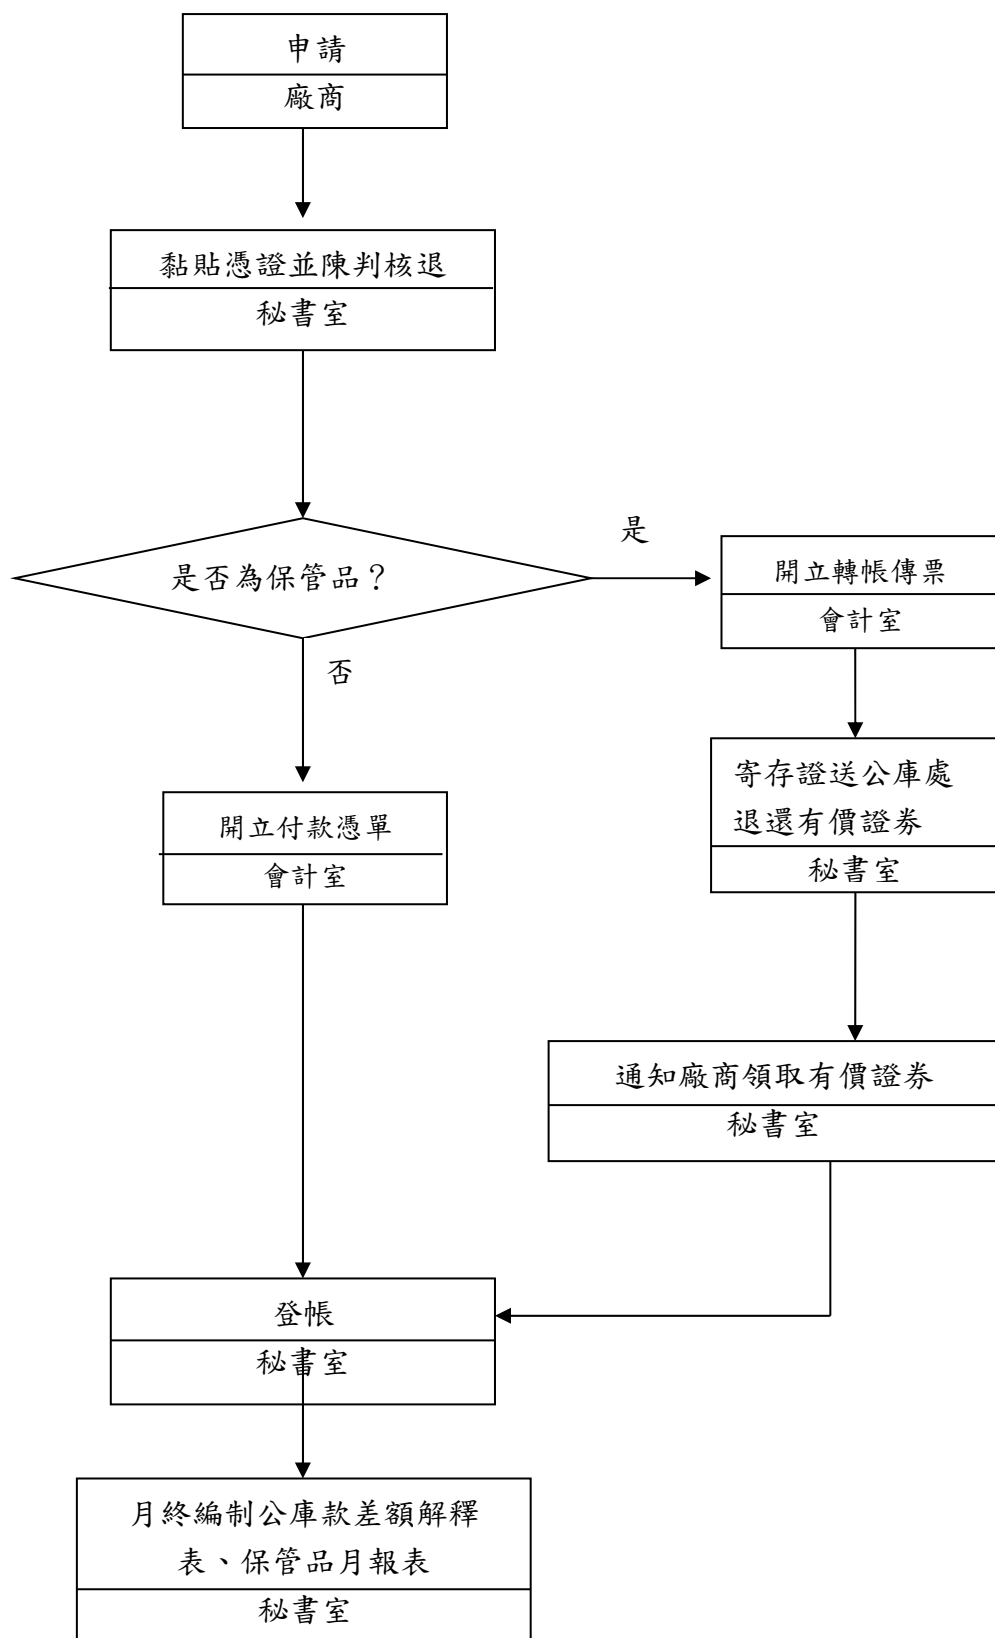 申請
廠商
黏貼憑證並陳判核退
秘書室
是否為保管品？
是
開立轉帳傳票
會計室
否
寄存證送公庫處
退還有價證券
秘書室
開立付款憑單
會計室
通知廠商領取有價證券
秘書室
登帳
秘書室
月終編制公庫款差額解釋
表、保管品月報表
秘書室